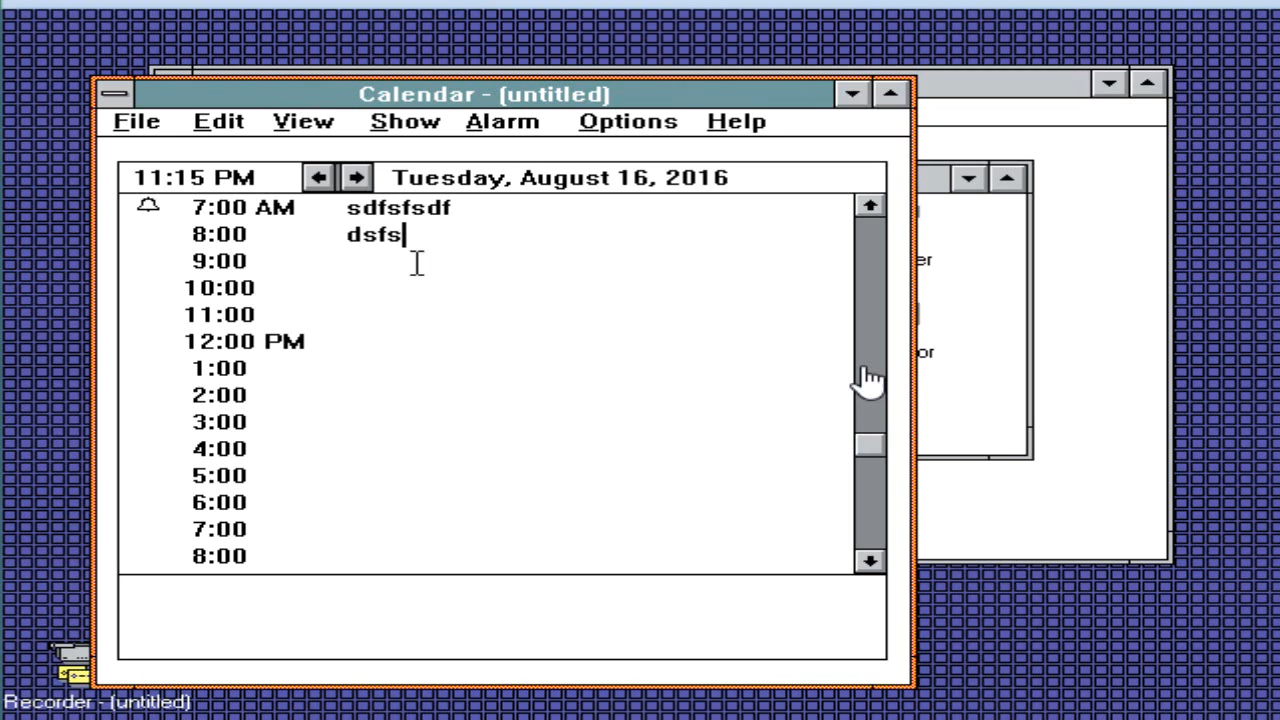 Calendar - (untitled)
File Edit View Show Alarm Options Help
11:15 PM Tuesday, August 16, 2016
7:00 AM sdfsfsdf
8:00 dsfs
9:00
10:00
11:00
12:00 PM
1:00
2:00
3:00
4:00
5:00
6:00
7:00
8:00
er
or
Recorder - (untitled)